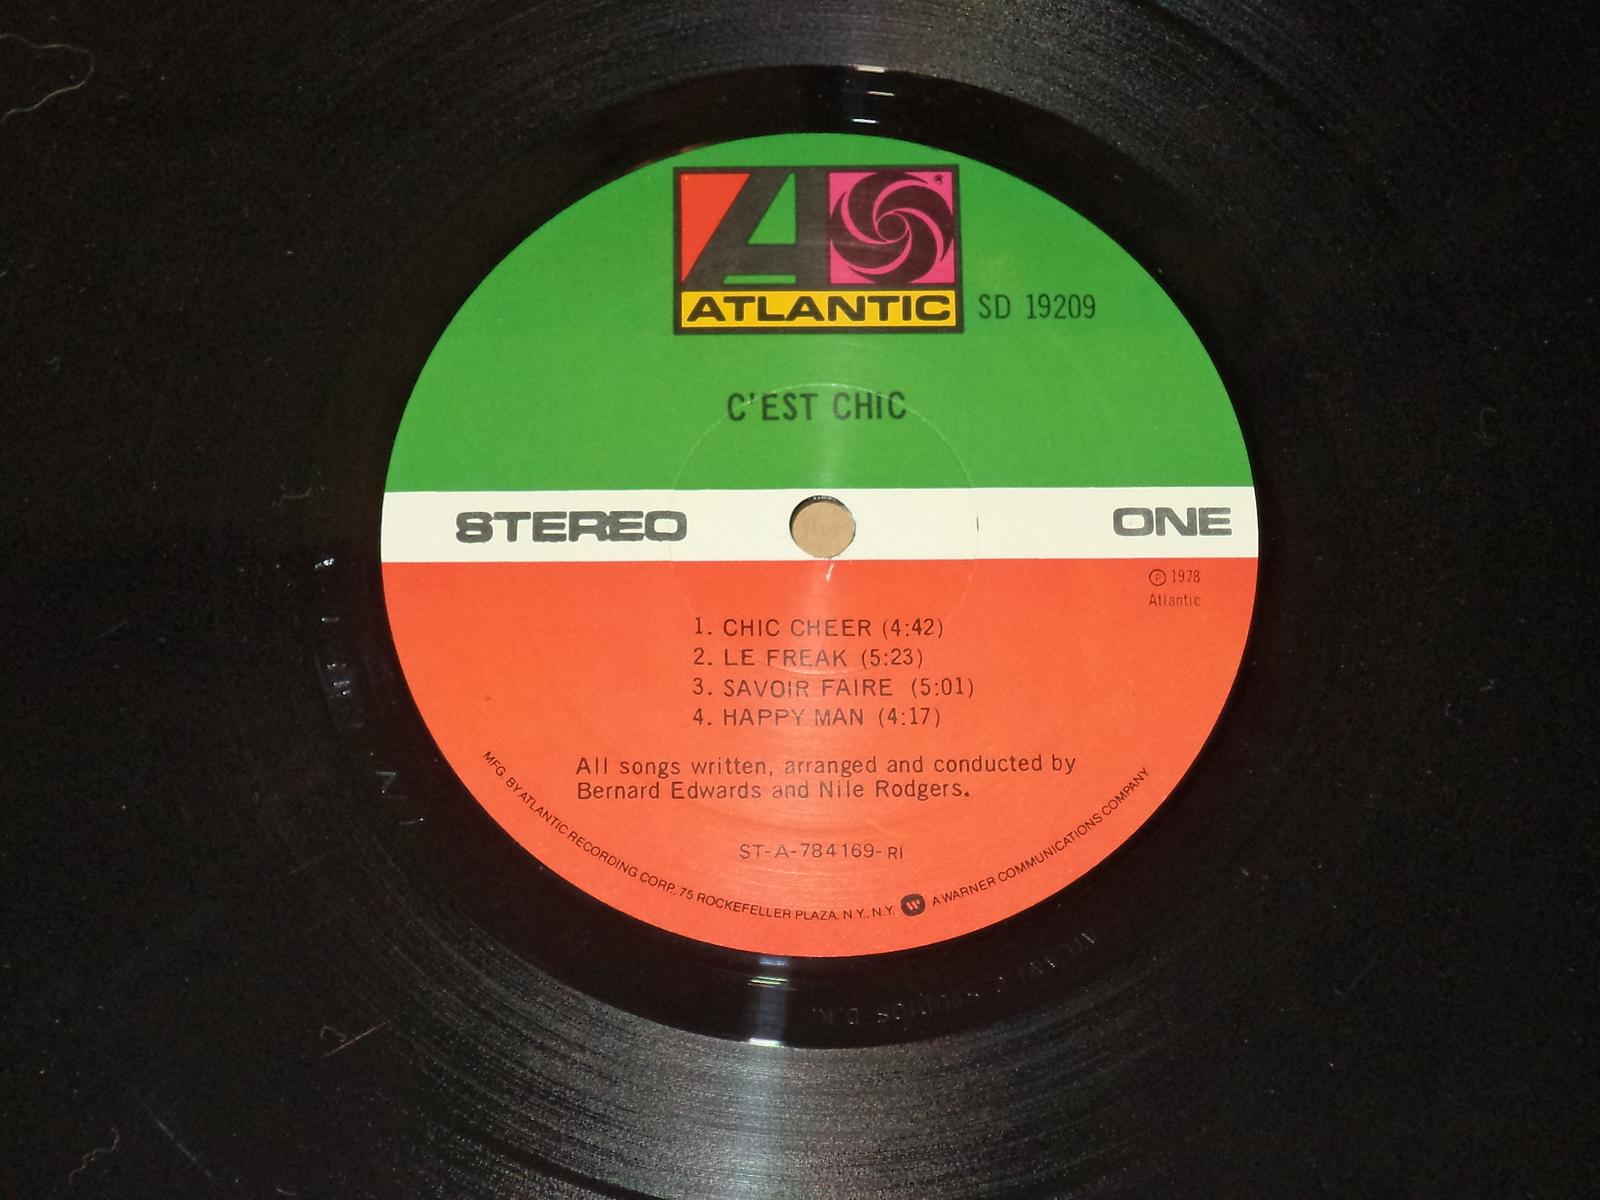 A
®
ATLANTIC
SD 19209
C'EST CHIC
STEREO
ONE
Ⓟ 1978
Atlantic
1. CHIC CHEER (4:42)
2. LE FREAK (5:23)
3. SAVOIR FAIRE (5:01)
4. HAPPY MAN (4:17)
All songs written, arranged and conducted by
Bernard Edwards and Nile Rodgers.
ST-A-784169-RI
MFG. BY ATLANTIC RECORDING CORP., 75 ROCKEFELLER PLAZA, N.Y., N.Y. W A WARNER COMMUNICATIONS COMPANY